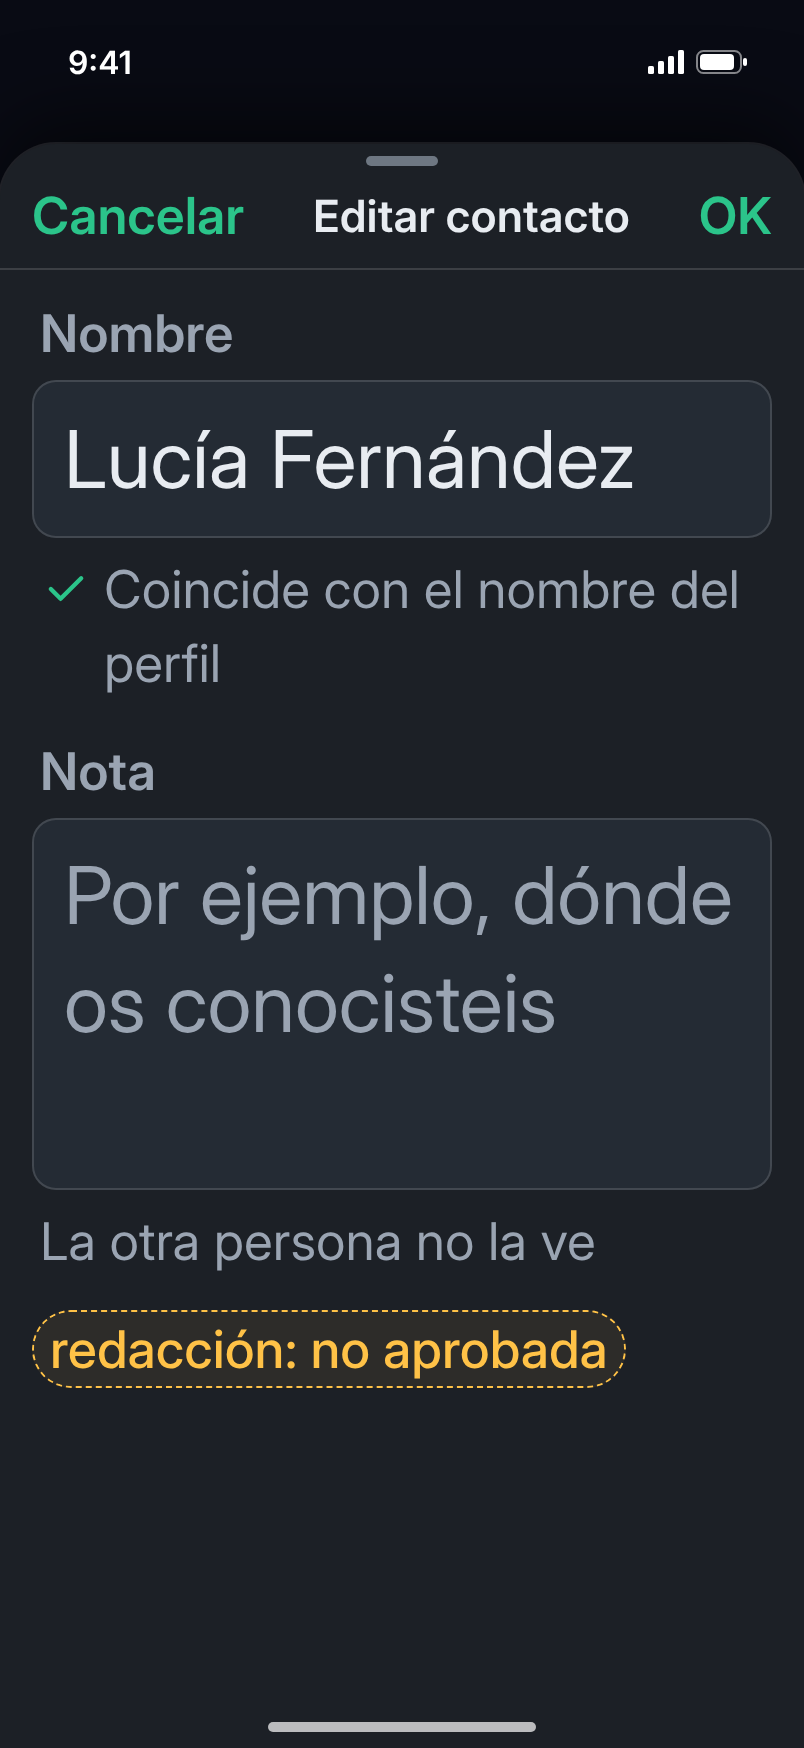 9:41
Cancelar Editar contacto OK
Nombre
Lucía Fernández
Coincide con el nombre del
perfil
Nota
Por ejemplo, dónde
os conocisteis
La otra persona no la ve
redacción: no aprobada